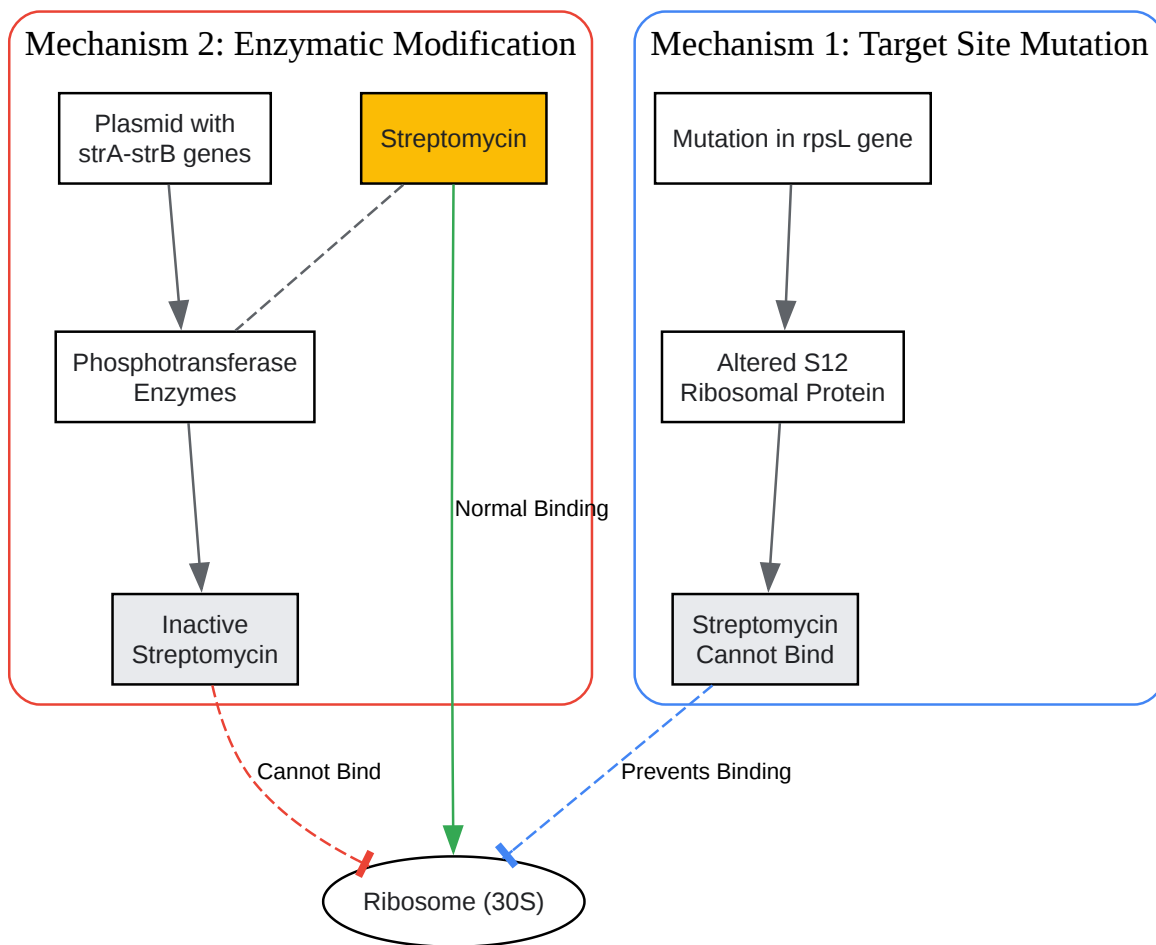 Mechanism 2: Enzymatic Modification
Plasmid with
strA-strB genes
Streptomycin
Phosphotransferase
Enzymes
Normal Binding
Inactive
Streptomycin
Cannot Bind
Mechanism 1: Target Site Mutation
Mutation in rpsL gene
Altered S12
Ribosomal Protein
Streptomycin
Cannot Bind
Prevents Binding
Ribosome (30S)